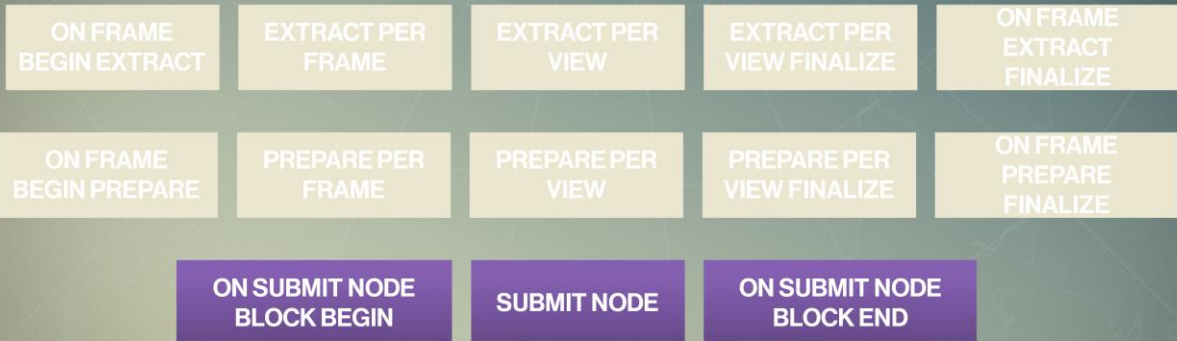 ON FRAME
BEGIN EXTRACT
EXTRACT PER
FRAME
EXTRACT PER
VIEW
EXTRACT PER
VIEW FINALIZE
ON FRAME
EXTRACT
FINALIZE
ON FRAME
BEGIN PREPARE
PREPARE PER
FRAME
PREPARE PER
VIEW
PREPARE PER
VIEW FINALIZE
ON FRAME
PREPARE
FINALIZE
ON SUBMIT NODE
BLOCK BEGIN
SUBMIT NODE
ON SUBMIT NODE
BLOCK END